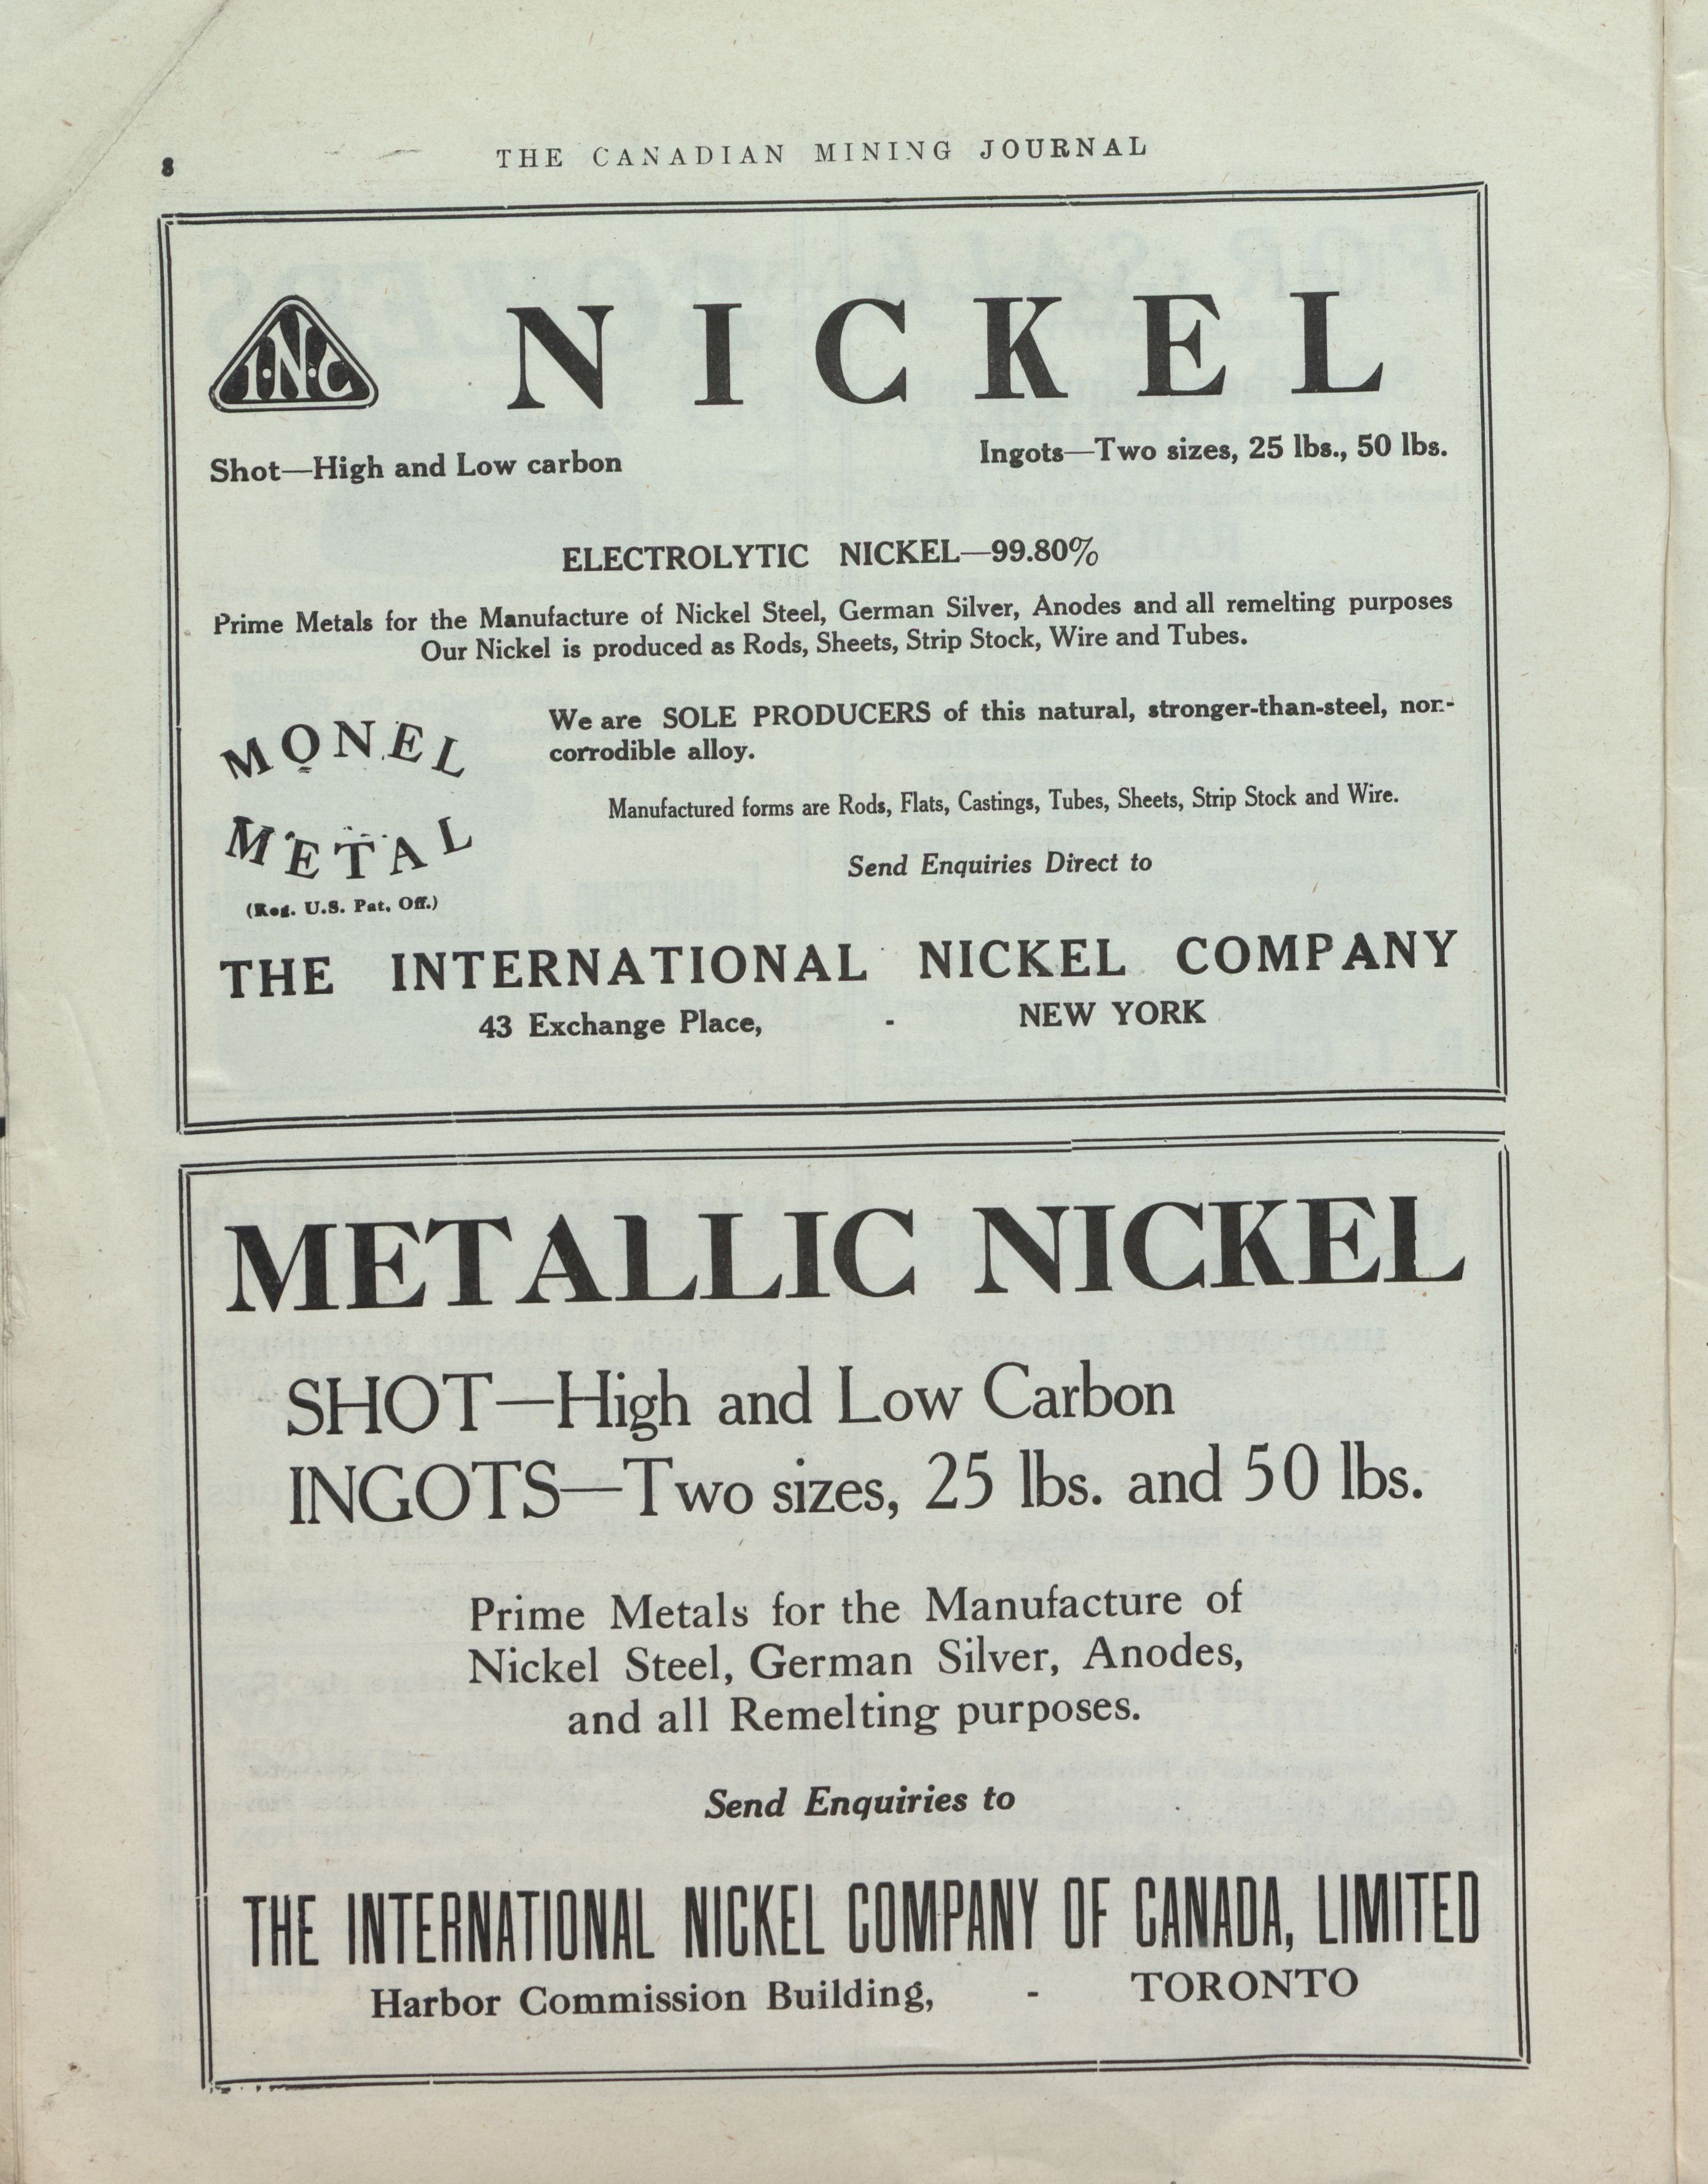 8
THE CANADIAN MINING JOURNAL
I·N·C
NICKEL
Shot—High and Low carbon
Ingots—Two sizes, 25 lbs., 50 lbs.
ELECTROLYTIC NICKEL—99.80%
Prime Metals for the Manufacture of Nickel Steel, German Silver, Anodes and all remelting purposes
Our Nickel is produced as Rods, Sheets, Strip Stock, Wire and Tubes.
MONEL
METAL
(Reg. U.S. Pat. Off.)
We are SOLE PRODUCERS of this natural, stronger-than-steel, non-
corrodible alloy.
Manufactured forms are Rods, Flats, Castings, Tubes, Sheets, Strip Stock and Wire.
Send Enquiries Direct to
THE INTERNATIONAL NICKEL COMPANY
43 Exchange Place, - NEW YORK
METALLIC NICKEL
SHOT—High and Low Carbon
INGOTS—Two sizes, 25 lbs. and 50 lbs.
Prime Metals for the Manufacture of
Nickel Steel, German Silver, Anodes,
and all Remelting purposes.
Send Enquiries to
THE INTERNATIONAL NICKEL COMPANY OF CANADA, LIMITED
Harbor Commission Building, - TORONTO